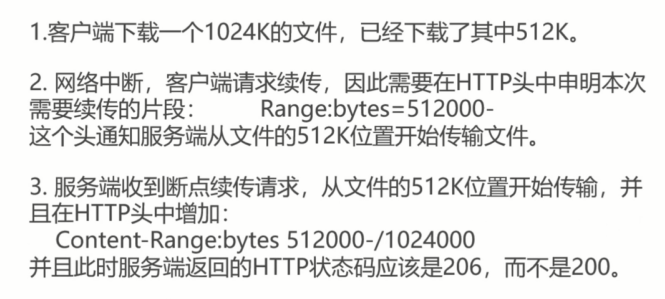 1.客户端下载一个1024K的文件，已经下载了其中512K。
2. 网络中断，客户端请求续传，因此需要在HTTP头中申明本次
需要续传的片段： Range:bytes=512000-
这个头通知服务端从文件的512K位置开始传输文件。
3. 服务端收到断点续传请求，从文件的512K位置开始传输，并
且在HTTP头中增加：
Content-Range:bytes 512000-/1024000
并且此时服务端返回的HTTP状态码应该是206，而不是200。